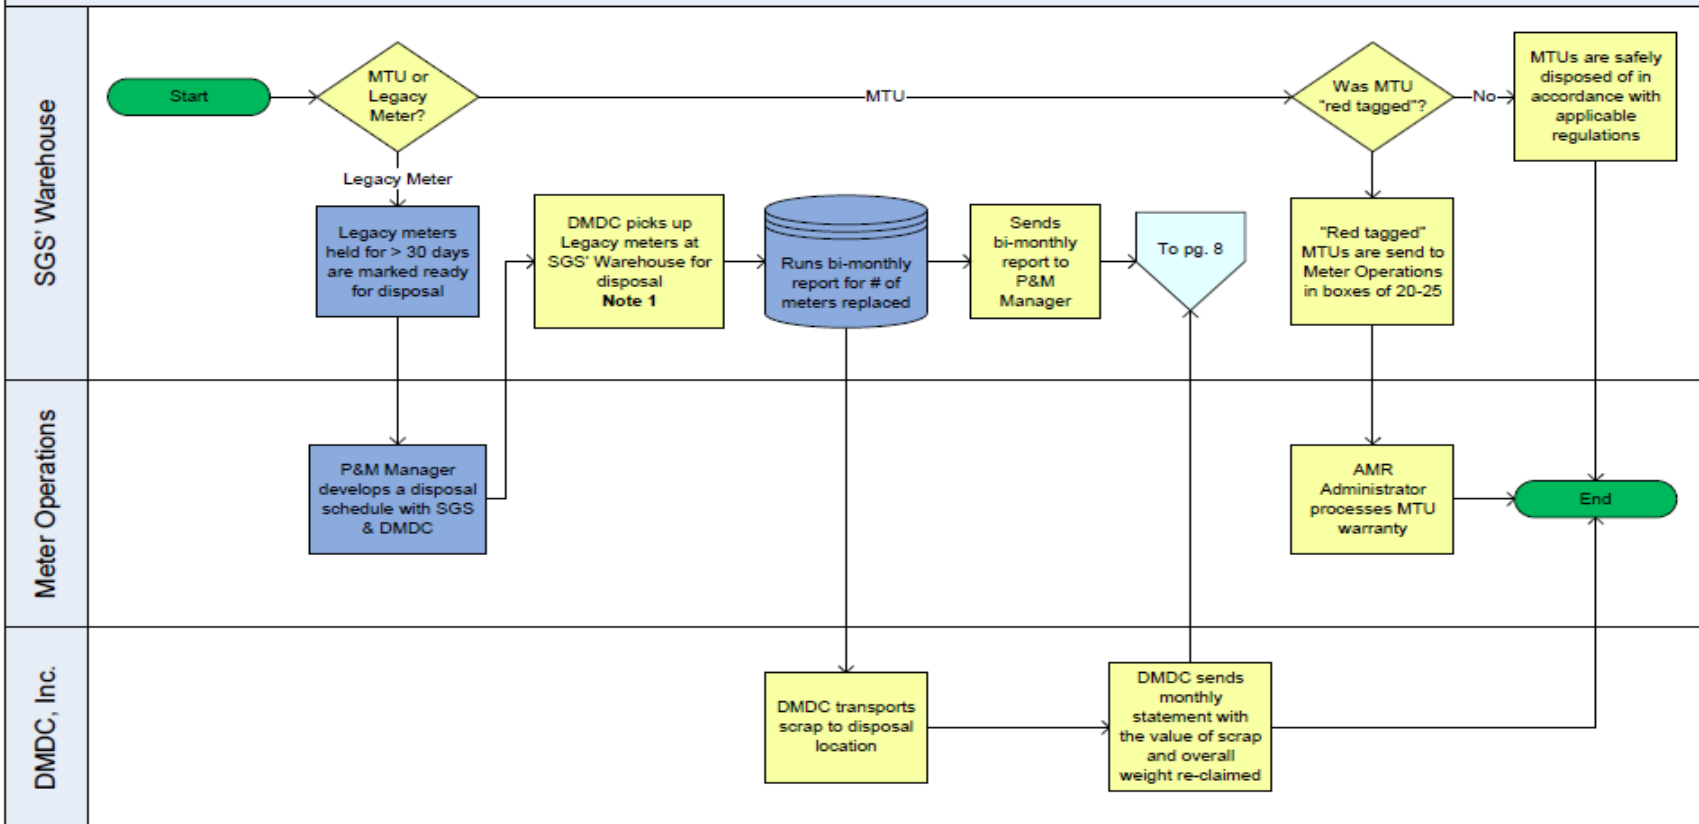 SGS' Warehouse
Start
MTU or
Legacy
Meter?
MTU
Was MTU
"red tagged"?
No
MTUs are safely
disposed of in
accordance with
applicable
regulations
Legacy Meter
Legacy meters
held for > 30 days
are marked ready
for disposal
DMDC picks up
Legacy meters at
SGS' Warehouse for
disposal
Note 1
Runs bi-monthly
report for # of
meters replaced
Sends
bi-monthly
report to
P&M
Manager
To pg. 8
"Red tagged"
MTUs are send to
Meter Operations
in boxes of 20-25
Meter Operations
P&M Manager
develops a disposal
schedule with SGS
& DMDC
AMR
Administrator
processes MTU
warranty
End
DMDC, Inc.
DMDC transports
scrap to disposal
location
DMDC sends
monthly
statement with
the value of scrap
and overall
weight re-claimed